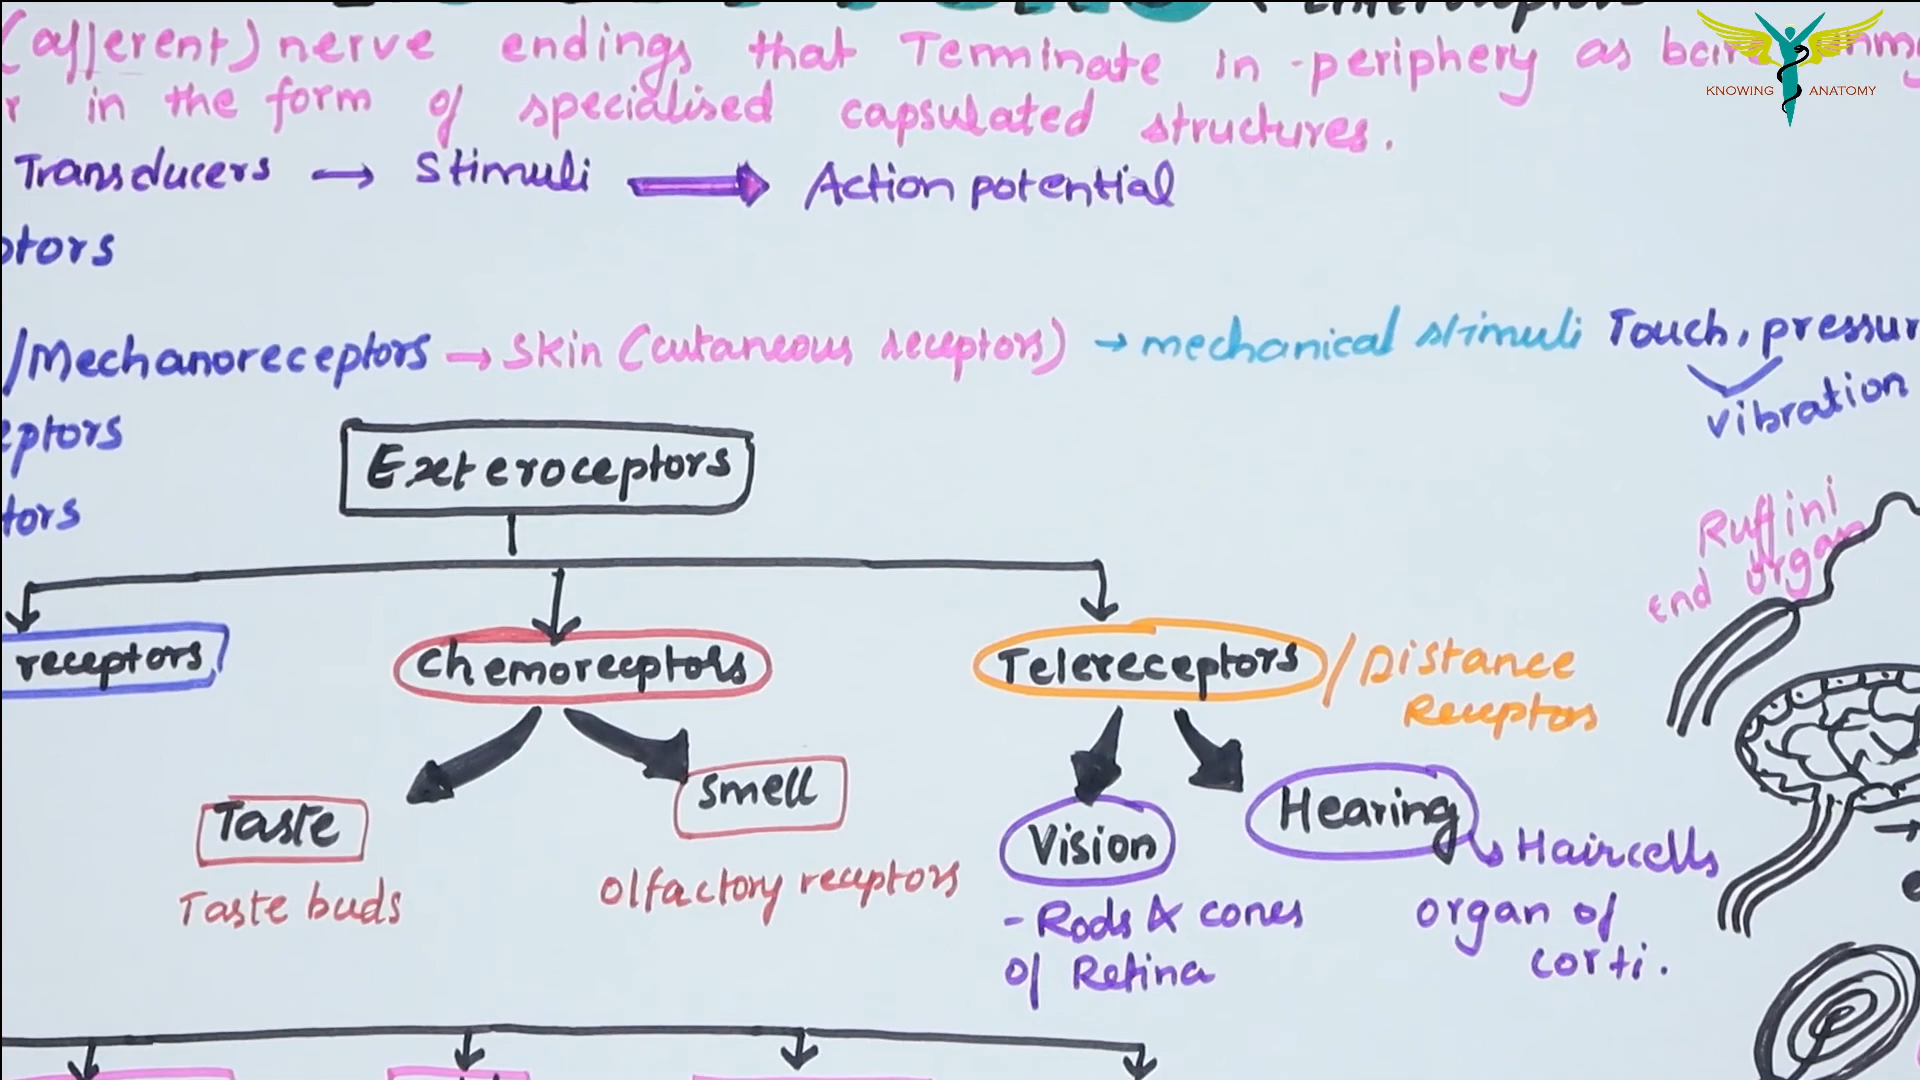 (afferent) nerve endings that Terminate in periphery as
r in the form of specialised capsulated structures.
KNOWING ANATOMY
Transducers → Stimuli → Action potential
ptors
/Mechanoreceptors → Skin (cutaneous receptors) → mechanical stimuli Touch, pressur
vibration
eptors
Exteroceptors
tors
Ruffini
end organ
receptors
Chemoreceptors
Telereceptors / Distance
Receptors
Taste
Smell
Vision
Hearing
Taste buds
olfactory receptors
- Rods & cones
of Retina
Haircells
organ of
corti.